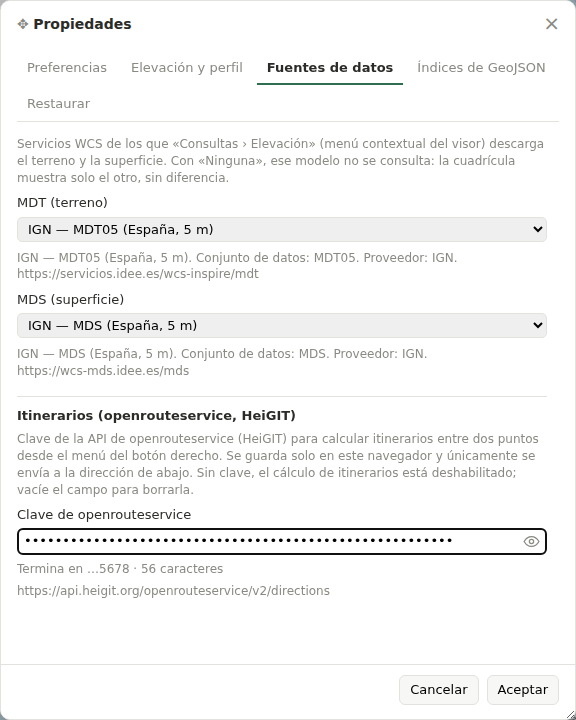 Propiedades
Preferencias
Elevación y perfil
Fuentes de datos
Índices de GeoJSON
Restaurar
Servicios WCS de los que «Consultas › Elevación» (menú contextual del visor) descarga
el terreno y la superficie. Con «Ninguna», ese modelo no se consulta: la cuadrícula
muestra solo el otro, sin diferencia.
MDT (terreno)
IGN — MDT05 (España, 5 m)
IGN — MDT05 (España, 5 m). Conjunto de datos: MDT05. Proveedor: IGN.
https://servicios.idee.es/wcs-inspire/mdt
MDS (superficie)
IGN — MDS (España, 5 m)
IGN — MDS (España, 5 m). Conjunto de datos: MDS. Proveedor: IGN.
https://wcs-mds.idee.es/mds
Itinerarios (openrouteservice, HeiGIT)
Clave de la API de openrouteservice (HeiGIT) para calcular itinerarios entre dos puntos
desde el menú del botón derecho. Se guarda solo en este navegador y únicamente se
envía a la dirección de abajo. Sin clave, el cálculo de itinerarios está deshabilitado;
vacíe el campo para borrarla.
Clave de openrouteservice
••••••••••••••••••••••••••••••••••••••••••••••••••••••••
Termina en …5678 · 56 caracteres
https://api.heigit.org/openrouteservice/v2/directions
Cancelar
Aceptar